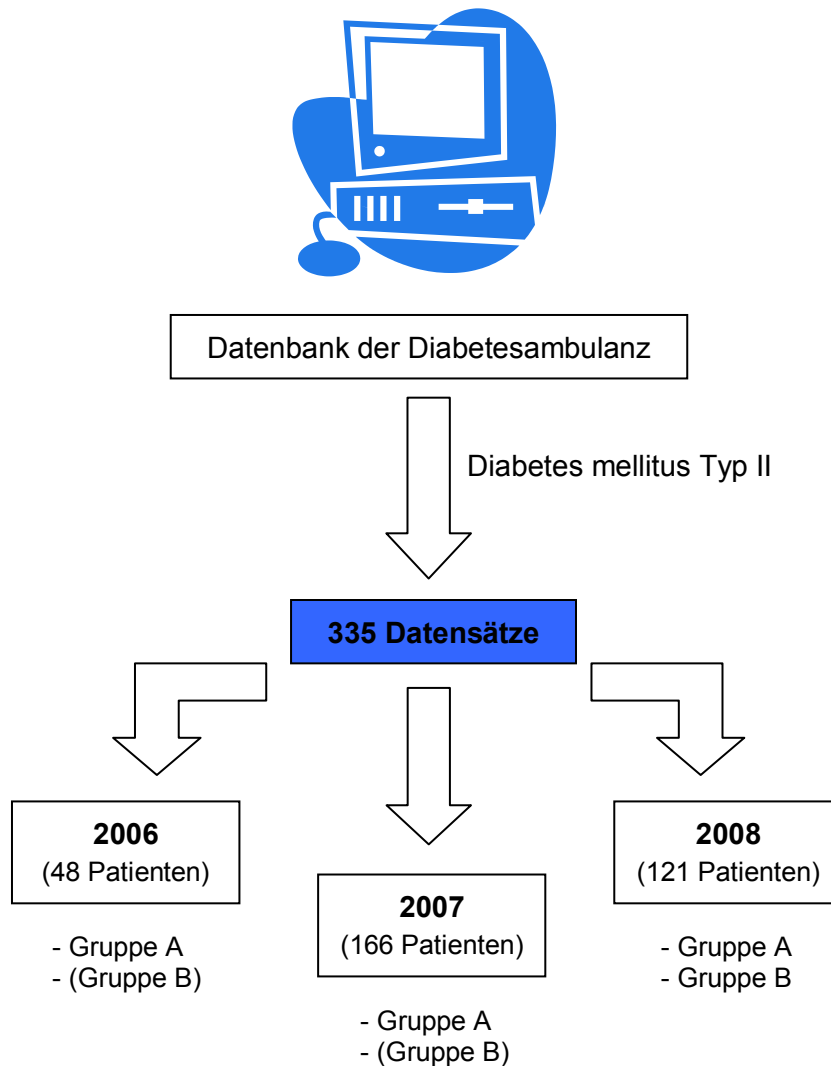 Datenbank der Diabetesambulanz
Diabetes mellitus Typ II
335 Datensätze
2006
(48 Patienten)
- Gruppe A
- (Gruppe B)
2007
(166 Patienten)
- Gruppe A
- (Gruppe B)
2008
(121 Patienten)
- Gruppe A
- Gruppe B